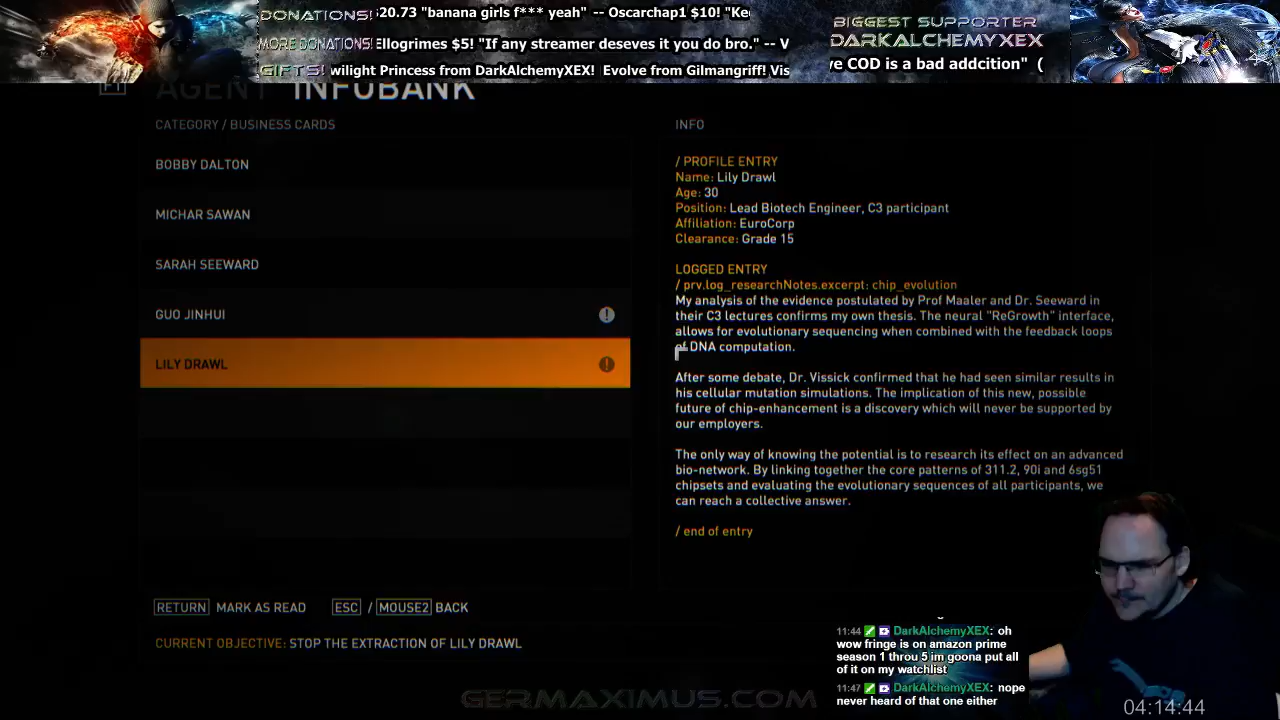 DONATIONS! $20.73 "banana girls f*** yeah" -- Oscarchap1 $10! "Ke
MORE DONATIONS! Ellogrimes $5! "If any streamer deserves it you do bro." -- V
GIFTS! wilight Princess from DarkAlchemyXEX! Evolve from Gilmangriff! Vis
BIGGEST SUPPORTER
DARKALCHEMYXEX
ve COD is a bad addcition" (
F1 AGENT INFOBANK
CATEGORY / BUSINESS CARDS
BOBBY DALTON
MICHAR SAWAN
SARAH SEEWARD
GUO JINHUI
LILY DRAWL
INFO
/ PROFILE ENTRY
Name: Lily Drawl
Age: 30
Position: Lead Biotech Engineer, C3 participant
Affiliation: EuroCorp
Clearance: Grade 15
LOGGED ENTRY
/ prv.log_researchNotes.excerpt: chip_evolution
My analysis of the evidence postulated by Prof Maaler and Dr. Seeward in
their C3 lectures confirms my own thesis. The neural "ReGrowth" interface,
allows for evolutionary sequencing when combined with the feedback loops
of DNA computation.
After some debate, Dr. Vissick confirmed that he had seen similar results in
his cellular mutation simulations. The implication of this new, possible
future of chip-enhancement is a discovery which will never be supported by
our employers.
The only way of knowing the potential is to research its effect on an advanced
bio-network. By linking together the core patterns of 311.2, 90i and 6sg51
chipsets and evaluating the evolutionary sequences of all participants, we
can reach a collective answer.
/ end of entry
RETURN MARK AS READ ESC / MOUSE2 BACK
CURRENT OBJECTIVE: STOP THE EXTRACTION OF LILY DRAWL
GERMAXIMUS.COM
11:44 DarkAlchemyXEX: oh
wow fringe is on amazon prime
season 1 throu 5 im goona put all
of it on my watchlist
11:47 DarkAlchemyXEX: nope
never heard of that one either
04:14:44